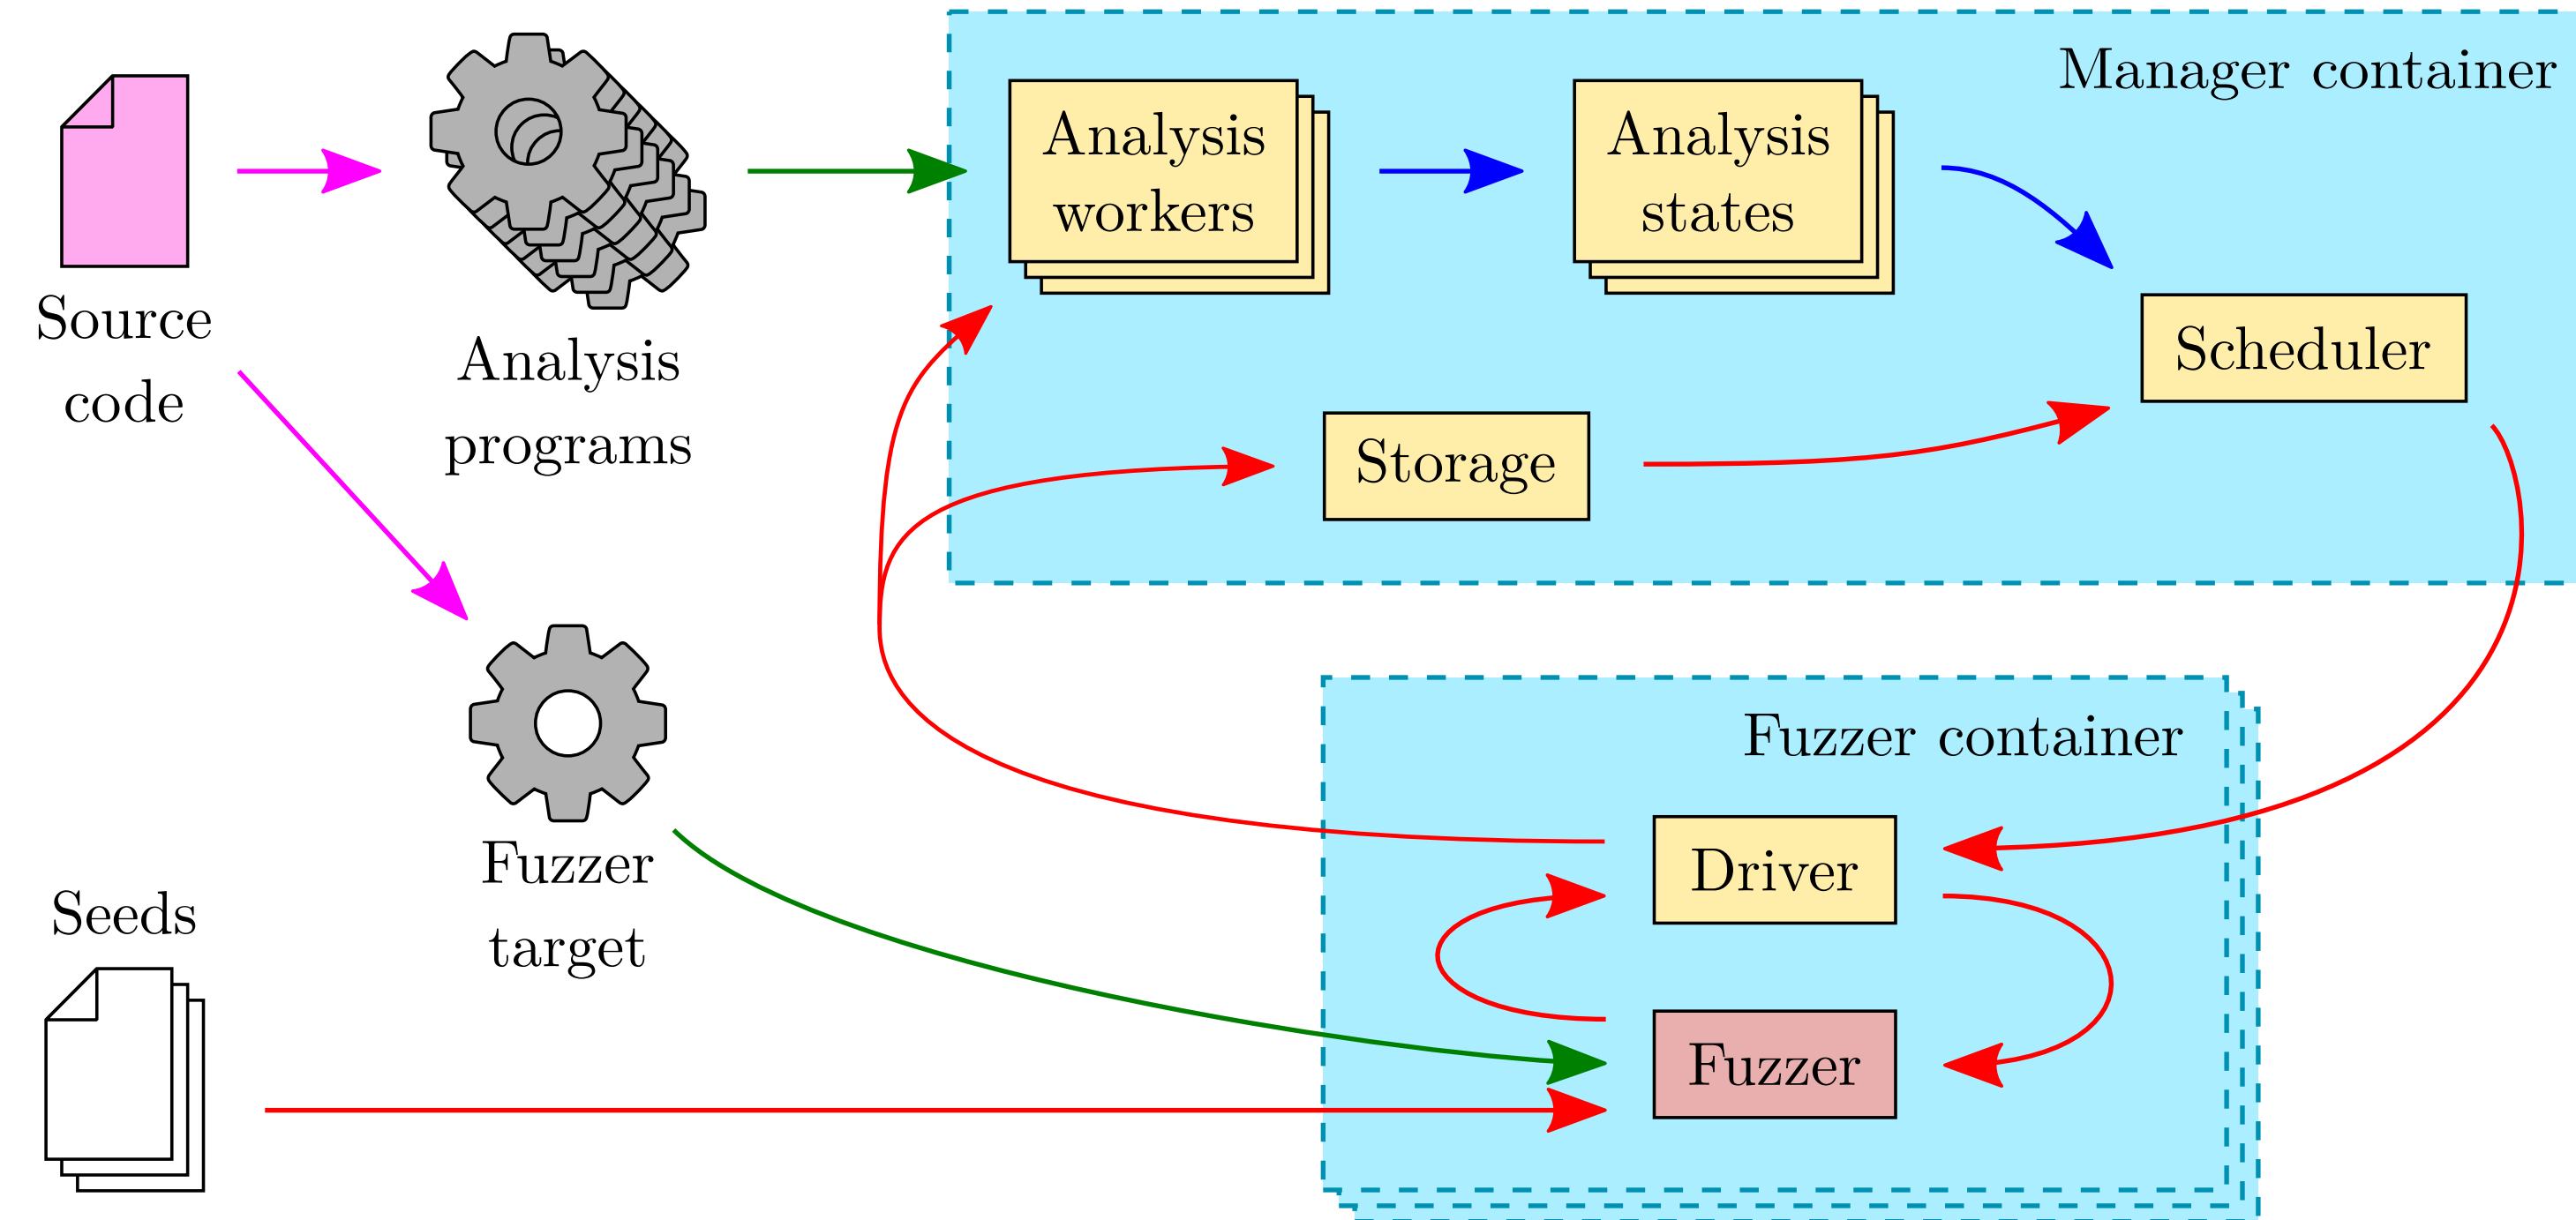 Manager container
Analysis
workers
Analysis
states
Source
code
Analysis
programs
Scheduler
Storage
Fuzzer container
Fuzzer
target
Driver
Seeds
Fuzzer